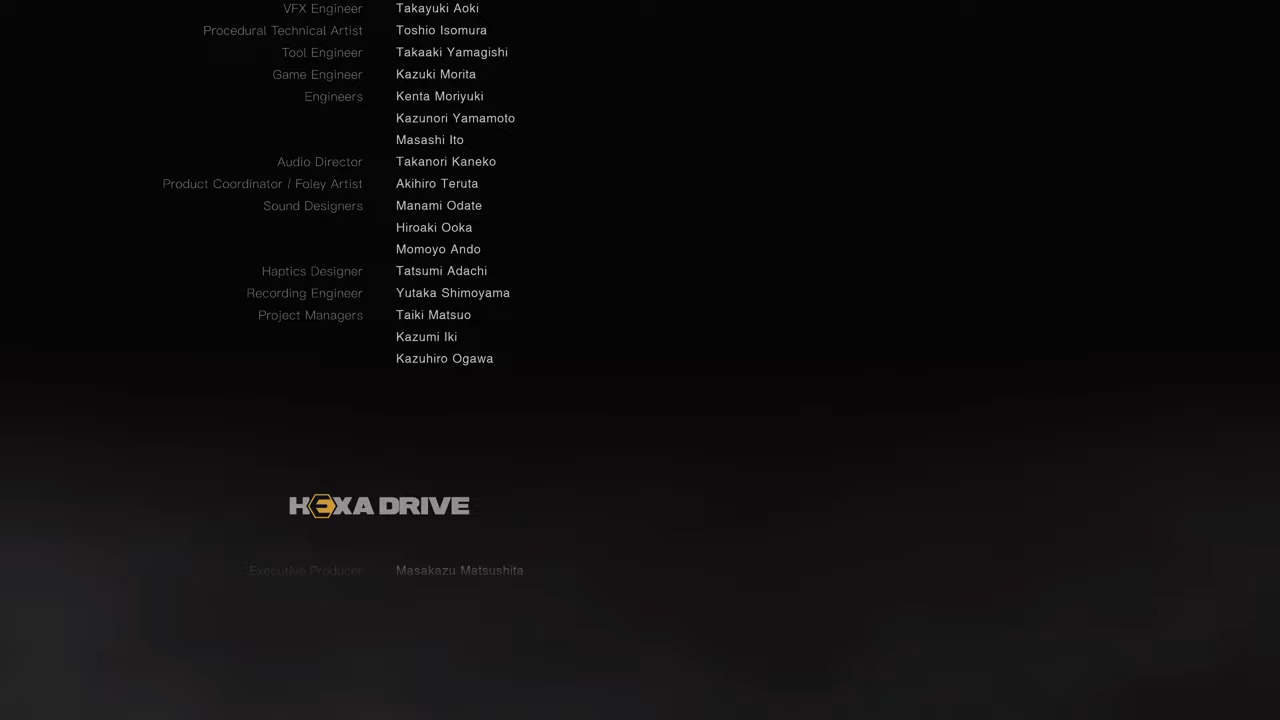 VFX Engineer Takayuki Aoki
Procedural Technical Artist Toshio Isomura
Tool Engineer Takaaki Yamagishi
Game Engineer Kazuki Morita
Engineers Kenta Moriyuki
Kazunori Yamamoto
Masashi Ito
Audio Director Takanori Kaneko
Product Coordinator / Foley Artist Akihiro Teruta
Sound Designers Manami Odate
Hiroaki Ooka
Momoyo Ando
Haptics Designer Tatsumi Adachi
Recording Engineer Yutaka Shimoyama
Project Managers Taiki Matsuo
Kazumi Iki
Kazuhiro Ogawa
HEXA DRIVE
Executive Producer Masakazu Matsushita